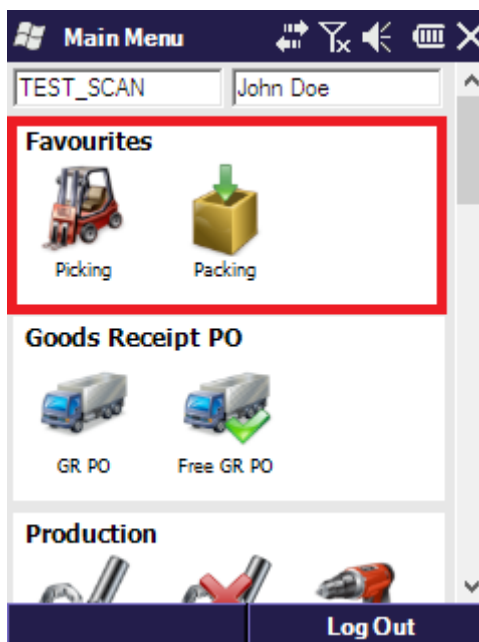 Main Menu
TEST_SCAN John Doe
Favourites
Picking Packing
Goods Receipt PO
GR PO Free GR PO
Production
Log Out